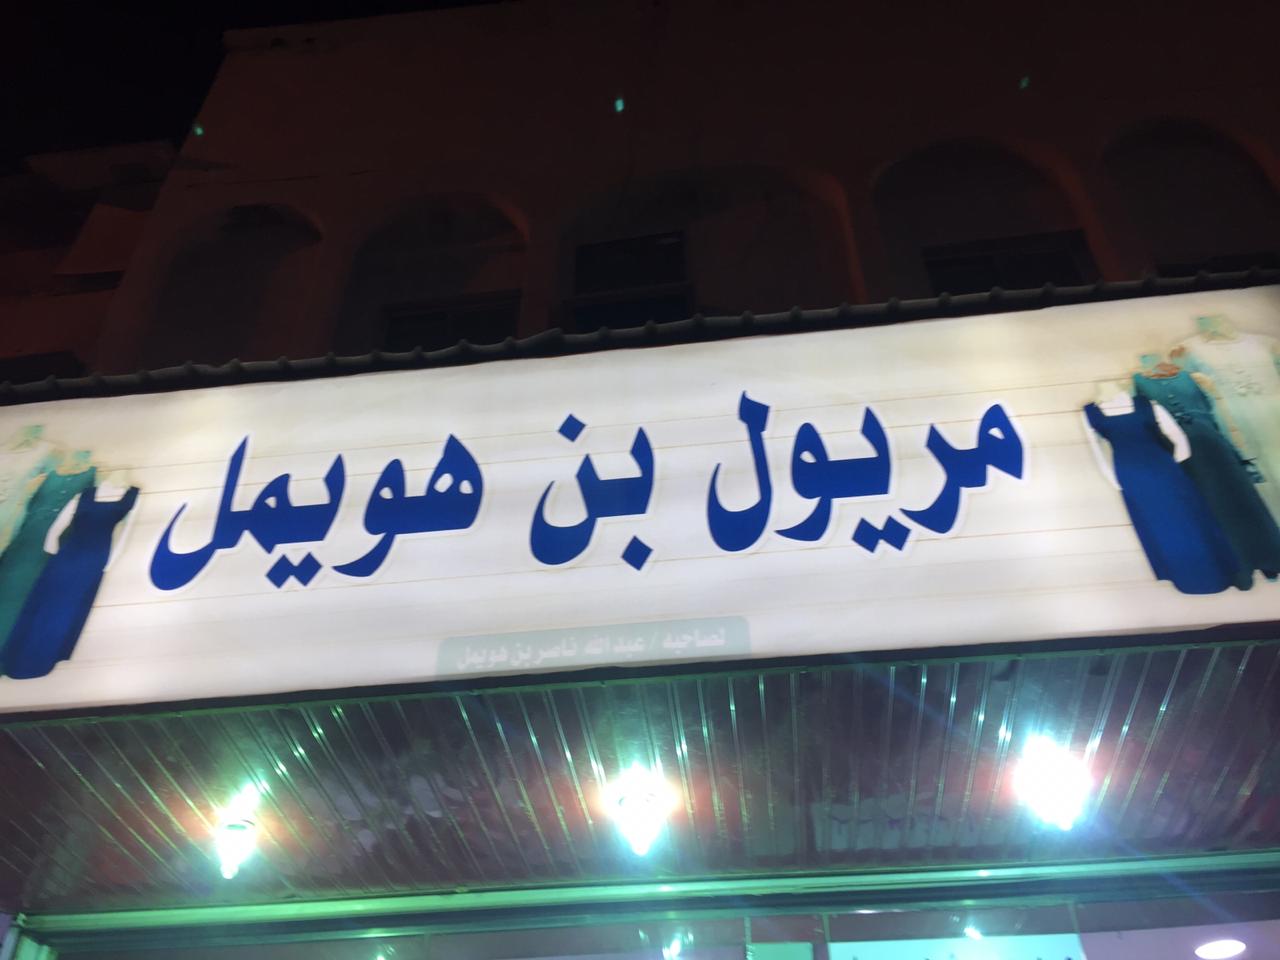 مريول بن هويمل
لصاحبه / عبدالله ناصر بن هويمل